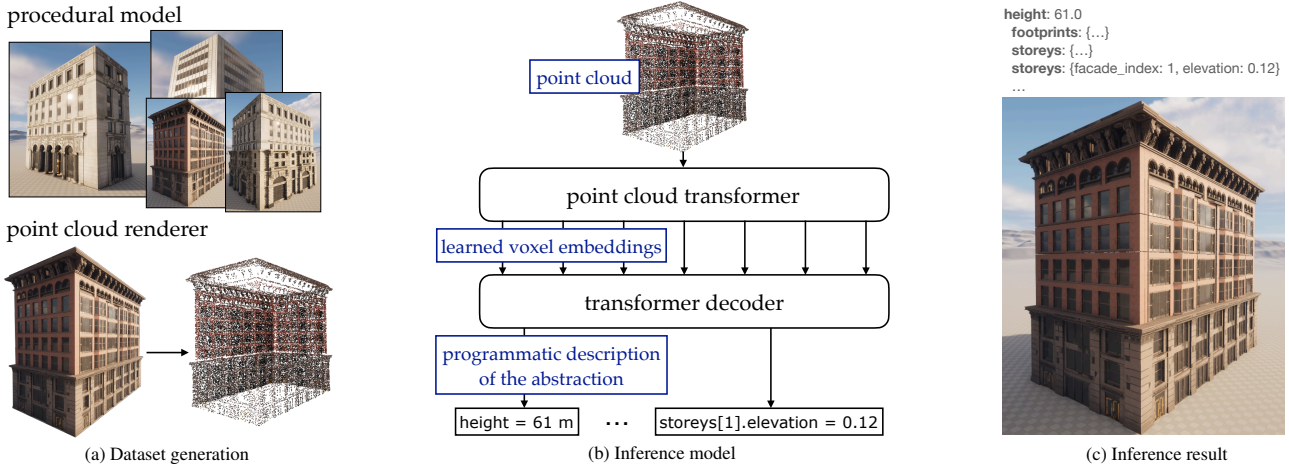 procedural model
point cloud renderer
(a) Dataset generation
point cloud
point cloud transformer
learned voxel embeddings
transformer decoder
programmatic description
of the abstraction
height = 61 m
...
storeys[1].elevation = 0.12
(b) Inference model
height: 61.0
footprints: {…}
storeys: {…}
storeys: {facade_index: 1, elevation: 0.12}
…
(c) Inference result